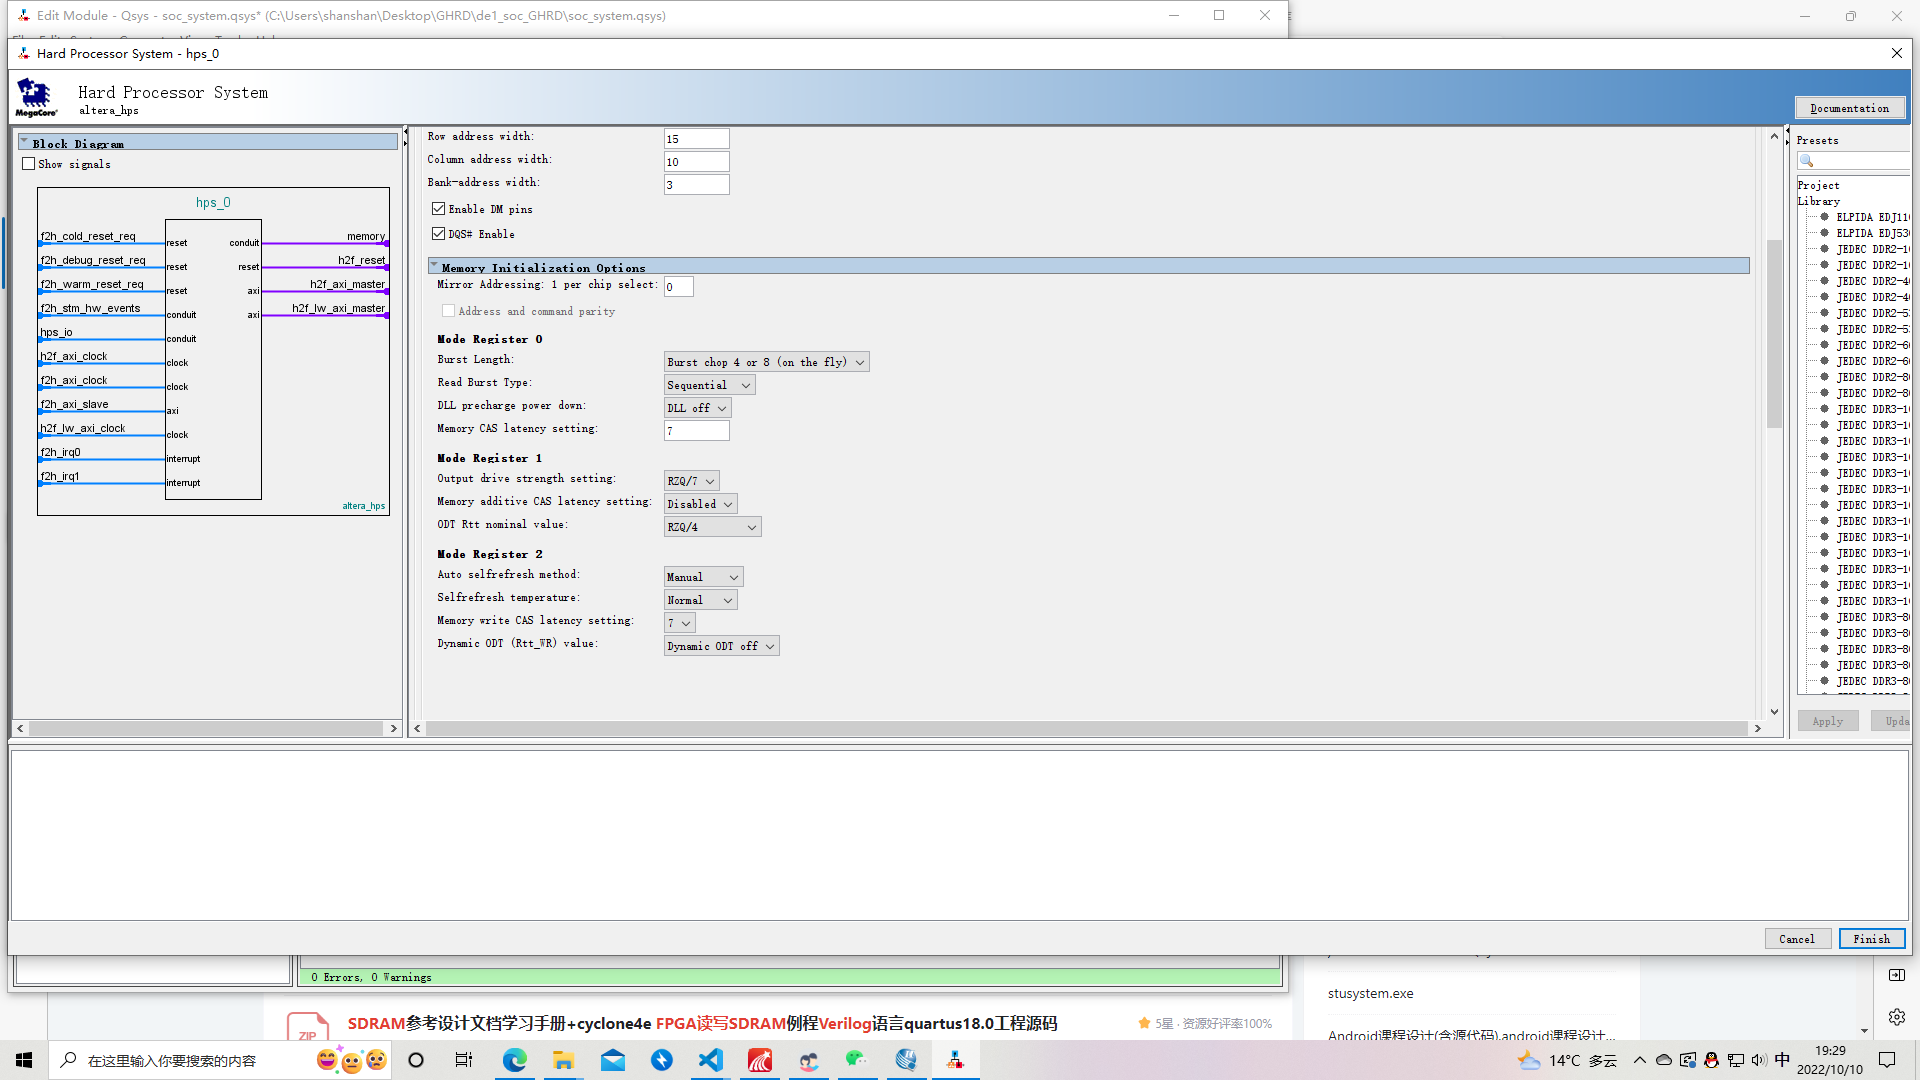 Edit Module - Qsys - soc_system.qsys* (C:\Users\shanshan\Desktop\GHRD\de1_soc_GHRD\soc_system.qsys)
Hard Processor System - hps_0
MegaCore
Hard Processor System
altera_hps
Documentation
Block Diagram
Show signals
hps_0
f2h_cold_reset_req
reset
conduit
memory
f2h_debug_reset_req
reset
reset
h2f_reset
f2h_warm_reset_req
reset
axi
h2f_axi_master
f2h_stm_hw_events
conduit
axi
h2f_lw_axi_master
hps_io
conduit
h2f_axi_clock
clock
f2h_axi_clock
clock
f2h_axi_slave
axi
h2f_lw_axi_clock
clock
f2h_irq0
interrupt
f2h_irq1
interrupt
altera_hps
Row address width: 15
Column address width: 10
Bank-address width: 3
Enable DM pins
DQS# Enable
Memory Initialization Options
Mirror Addressing: 1 per chip select: 0
Address and command parity
Mode Register 0
Burst Length: Burst chop 4 or 8 (on the fly)
Read Burst Type: Sequential
DLL precharge power down: DLL off
Memory CAS latency setting: 7
Mode Register 1
Output drive strength setting: RZQ/7
Memory additive CAS latency setting: Disabled
ODT Rtt nominal value: RZQ/4
Mode Register 2
Auto selfrefresh method: Manual
Selfrefresh temperature: Normal
Memory write CAS latency setting: 7
Dynamic ODT (Rtt_WR) value: Dynamic ODT off
Presets
Project
Library
ELPIDA EDJ11
ELPIDA EDJ53
JEDEC DDR2-1
JEDEC DDR2-1
JEDEC DDR2-4
JEDEC DDR2-4
JEDEC DDR2-5
JEDEC DDR2-5
JEDEC DDR2-6
JEDEC DDR2-6
JEDEC DDR2-8
JEDEC DDR2-8
JEDEC DDR3-1
JEDEC DDR3-1
JEDEC DDR3-1
JEDEC DDR3-1
JEDEC DDR3-1
JEDEC DDR3-1
JEDEC DDR3-1
JEDEC DDR3-1
JEDEC DDR3-1
JEDEC DDR3-1
JEDEC DDR3-1
JEDEC DDR3-1
JEDEC DDR3-1
JEDEC DDR3-8
JEDEC DDR3-8
JEDEC DDR3-8
JEDEC DDR3-8
JEDEC DDR3-8
Apply
Upda
Cancel
Finish
0 Errors, 0 Warnings
stusystem.exe
ZIP
SDRAM参考设计文档学习手册+cyclone4e FPGA读写SDRAM例程Verilog语言quartus18.0工程源码
5星 · 资源好评率100%
Android课程设计(含源代码),android课程设计...
在这里输入你要搜索的内容
14°C 多云
中
19:29
2022/10/10